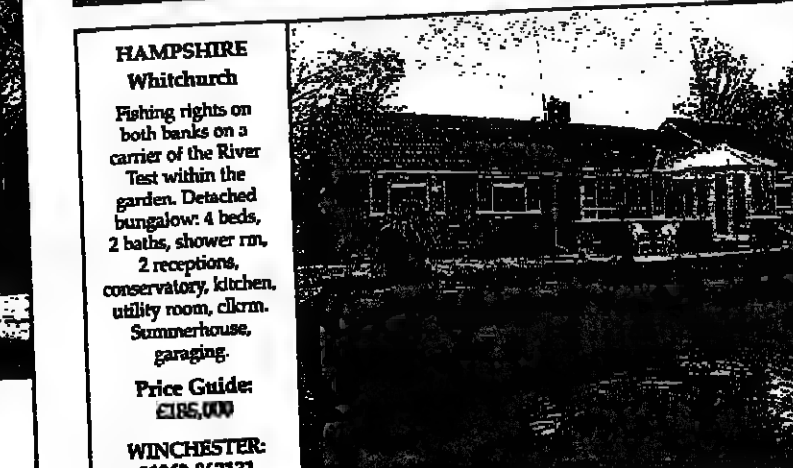 HAMPSHIRE
Whitchurch
Fishing rights on
both banks on a
carrier of the River
Test within the
garden. Detached
bungalow: 4 beds,
2 baths, shower rm,
2 receptions,
conservatory, kitchen,
utility room, clkrm.
Summerhouse,
garaging.
Price Guide:
£185,000
WINCHESTER: